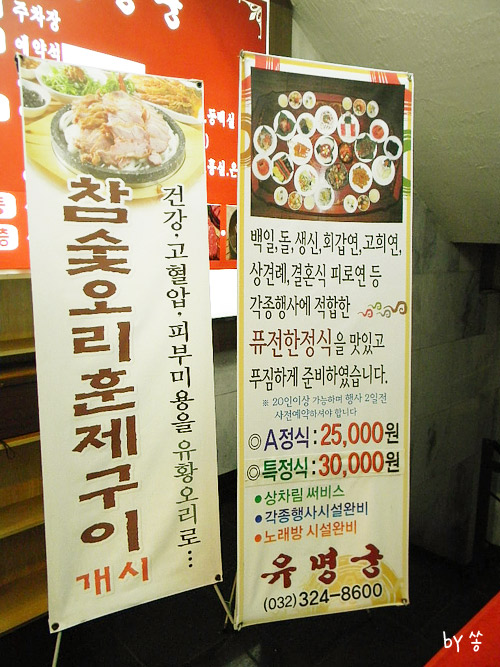 주차장
예약석
참숯오리훈제구이
개시
건강·고혈압·피부미용을 유황오리로...
백일,돌,생신,회갑연,고희연,
상견례,결혼식 피로연 등
각종행사에 적합한
퓨전한정식을 맛있고
푸짐하게 준비하였습니다.
※ 20인이상 가능하며 행사 2일전
사전예약하셔야 합니다
◎A정식 : 25,000원
◎특정식 : 30,000원
● 상차림 써비스
● 각종행사시설완비
● 노래방 시설완비
유명궁
(032) 324-8600
by 쏭